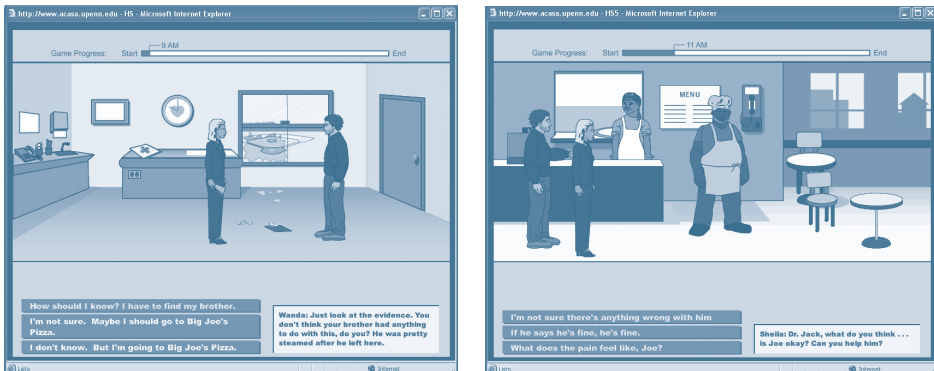 http://www.acasa.upenn.edu - HS - Microsoft Internet Explorer
9 AM
Game Progress: Start End
How should I know? I have to find my brother.
I'm not sure. Maybe I should go to Big Joe's
Pizza.
I don't know. But I'm going to Big Joe's Pizza.
Wanda: Just look at the evidence. You
don't think your brother had anything
to do with this, do you? He was pretty
steamed after he left here.
Listo
Internet
http://www.acasa.upenn.edu - HS5 - Microsoft Internet Explorer
11 AM
Game Progress: Start End
MENU
I'm not sure there's anything wrong with him
If he says he's fine, he's fine.
What does the pain feel like, Joe?
Sheila: Dr. Jack, what do you think . . .
is Joe okay? Can you help him?
Listo
Internet